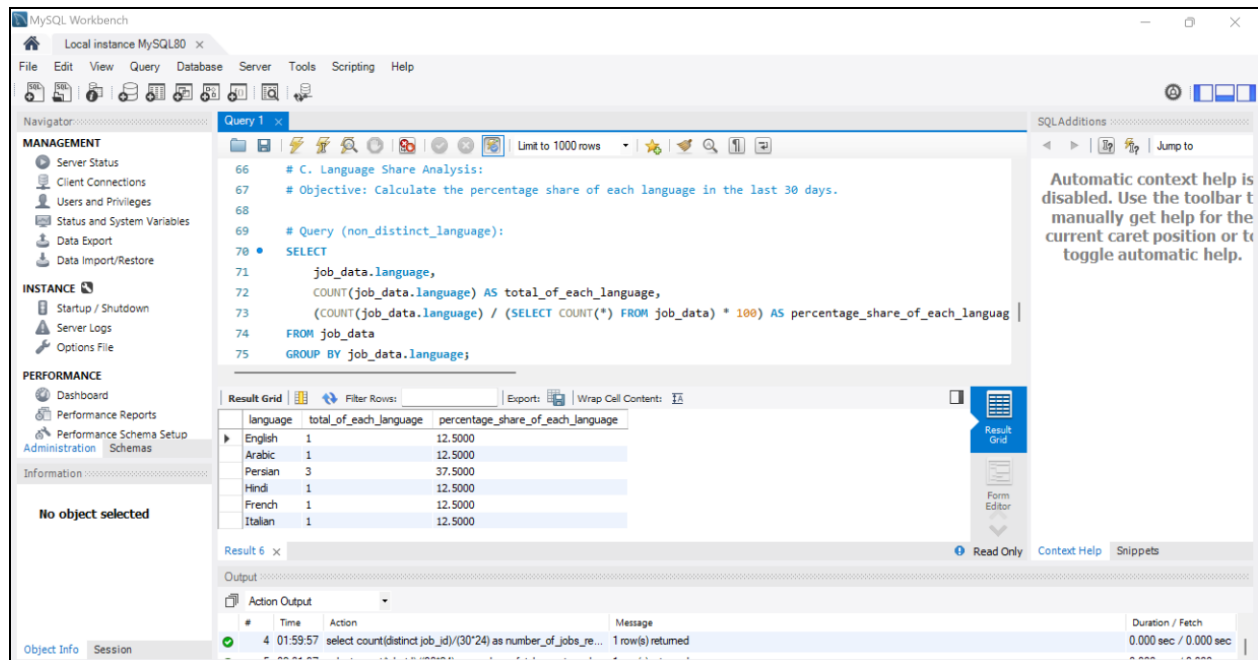 MySQL Workbench
Local instance MySQL80
File Edit View Query Database Server Tools Scripting Help
Navigator
MANAGEMENT
Server Status
Client Connections
Users and Privileges
Status and System Variables
Data Export
Data Import/Restore
INSTANCE
Startup / Shutdown
Server Logs
Options File
PERFORMANCE
Dashboard
Performance Reports
Performance Schema Setup
Administration Schemas
Information
No object selected
Object Info Session
Query 1
Limit to 1000 rows
66 # C. Language Share Analysis:
67 # Objective: Calculate the percentage share of each language in the last 30 days.
68
69 # Query (non_distinct_language):
70 SELECT
71 job_data.language,
72 COUNT(job_data.language) AS total_of_each_language,
73 (COUNT(job_data.language) / (SELECT COUNT(*) FROM job_data) * 100) AS percentage_share_of_each_languag
74 FROM job_data
75 GROUP BY job_data.language;
Result Grid Filter Rows: Export: Wrap Cell Content:
language total_of_each_language percentage_share_of_each_language
English 1 12.5000
Arabic 1 12.5000
Persian 3 37.5000
Hindi 1 12.5000
French 1 12.5000
Italian 1 12.5000
Result Grid
Form Editor
Result 6
Read Only
SQLAdditions
Jump to
Automatic context help is
disabled. Use the toolbar t
manually get help for the
current caret position or to
toggle automatic help.
Context Help Snippets
Output
Action Output
# Time Action Message Duration / Fetch
4 01:59:57 select count(distinct job_id)/(30*24) as number_of_jobs_re... 1 row(s) returned 0.000 sec / 0.000 sec